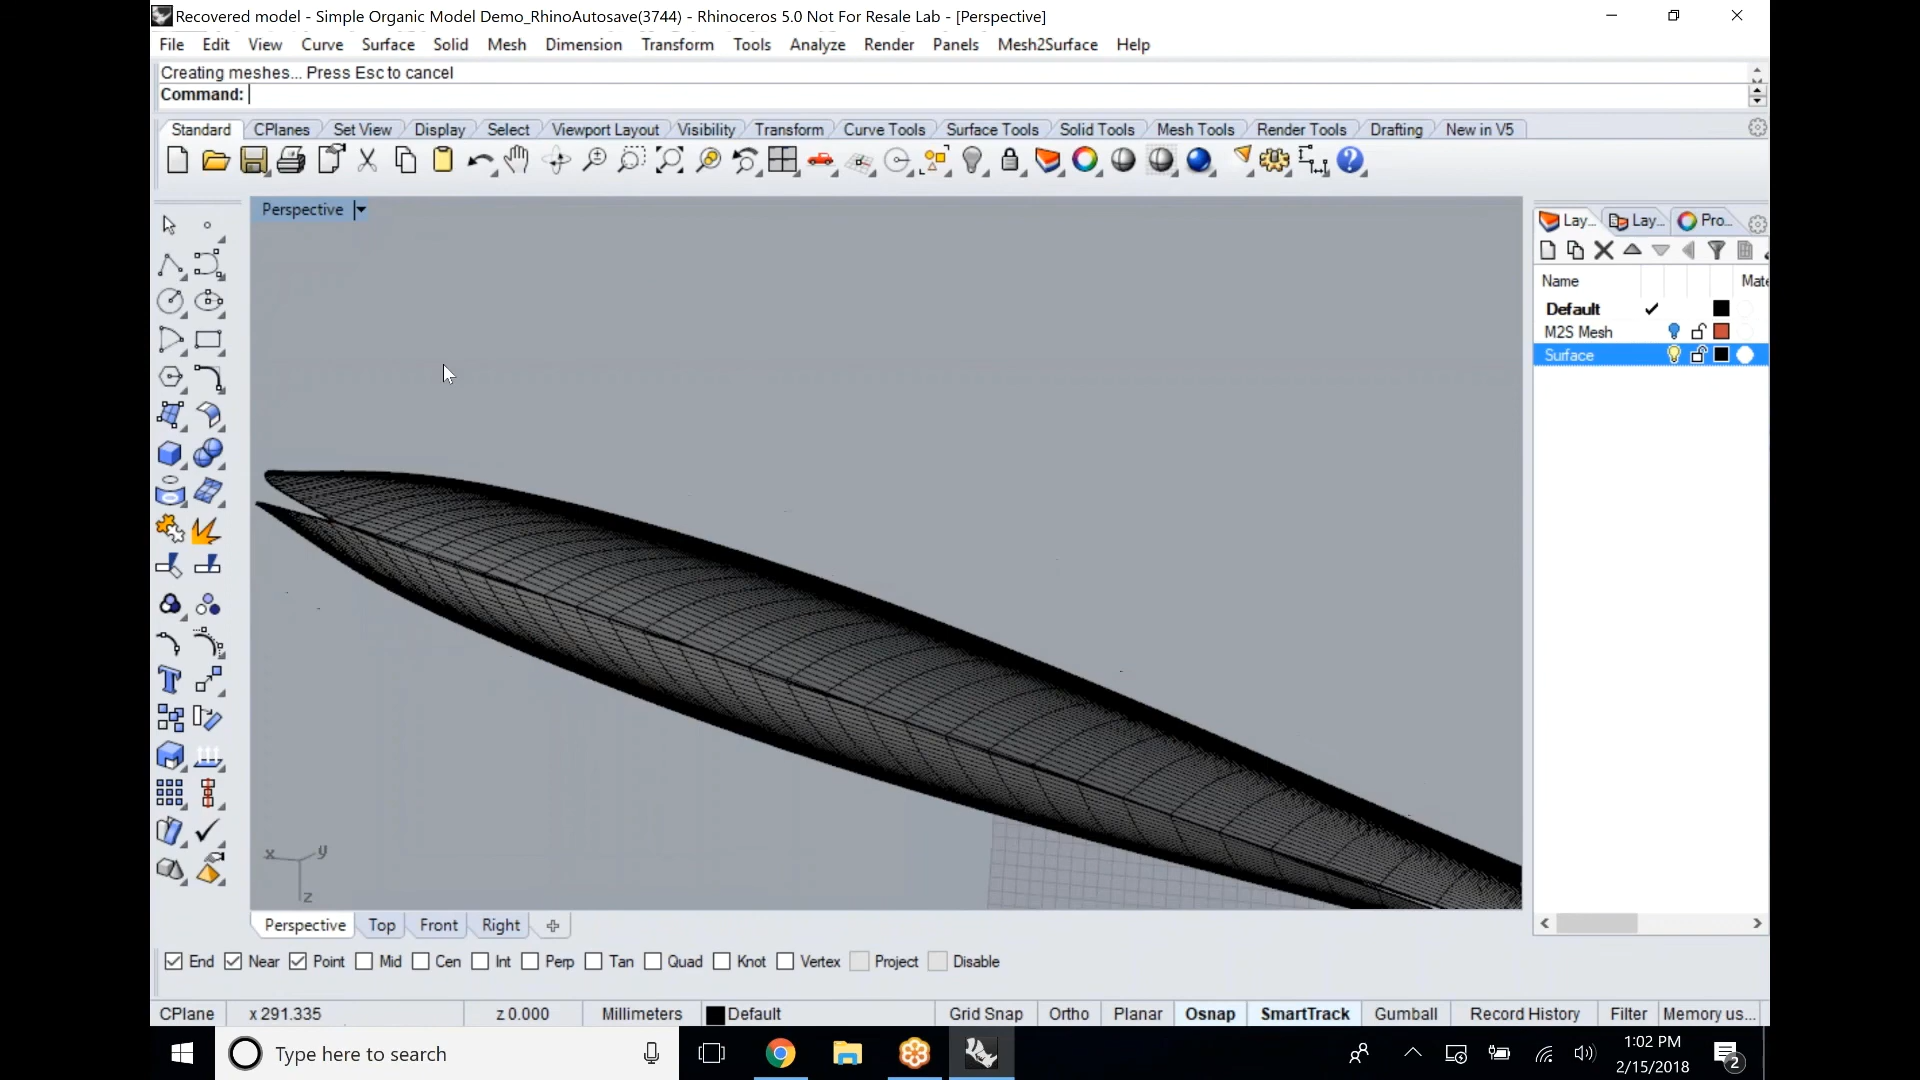 Recovered model - Simple Organic Model Demo_RhinoAutosave(3744) - Rhinoceros 5.0 Not For Resale Lab - [Perspective]
File Edit View Curve Surface Solid Mesh Dimension Transform Tools Analyze Render Panels Mesh2Surface Help
Creating meshes... Press Esc to cancel
Command:
Standard CPlanes Set View Display Select Viewport Layout Visibility Transform Curve Tools Surface Tools Solid Tools Mesh Tools Render Tools Drafting New in V5
Perspective
Lay... Lay... Pro...
Name Mate
Default
M2S Mesh
Surface
x y
z
Perspective Top Front Right
End Near Point Mid Cen Int Perp Tan Quad Knot Vertex Project Disable
CPlane x 291.335 z 0.000 Millimeters Default Grid Snap Ortho Planar Osnap SmartTrack Gumball Record History Filter Memory us...
Type here to search
1:02 PM
2/15/2018
2